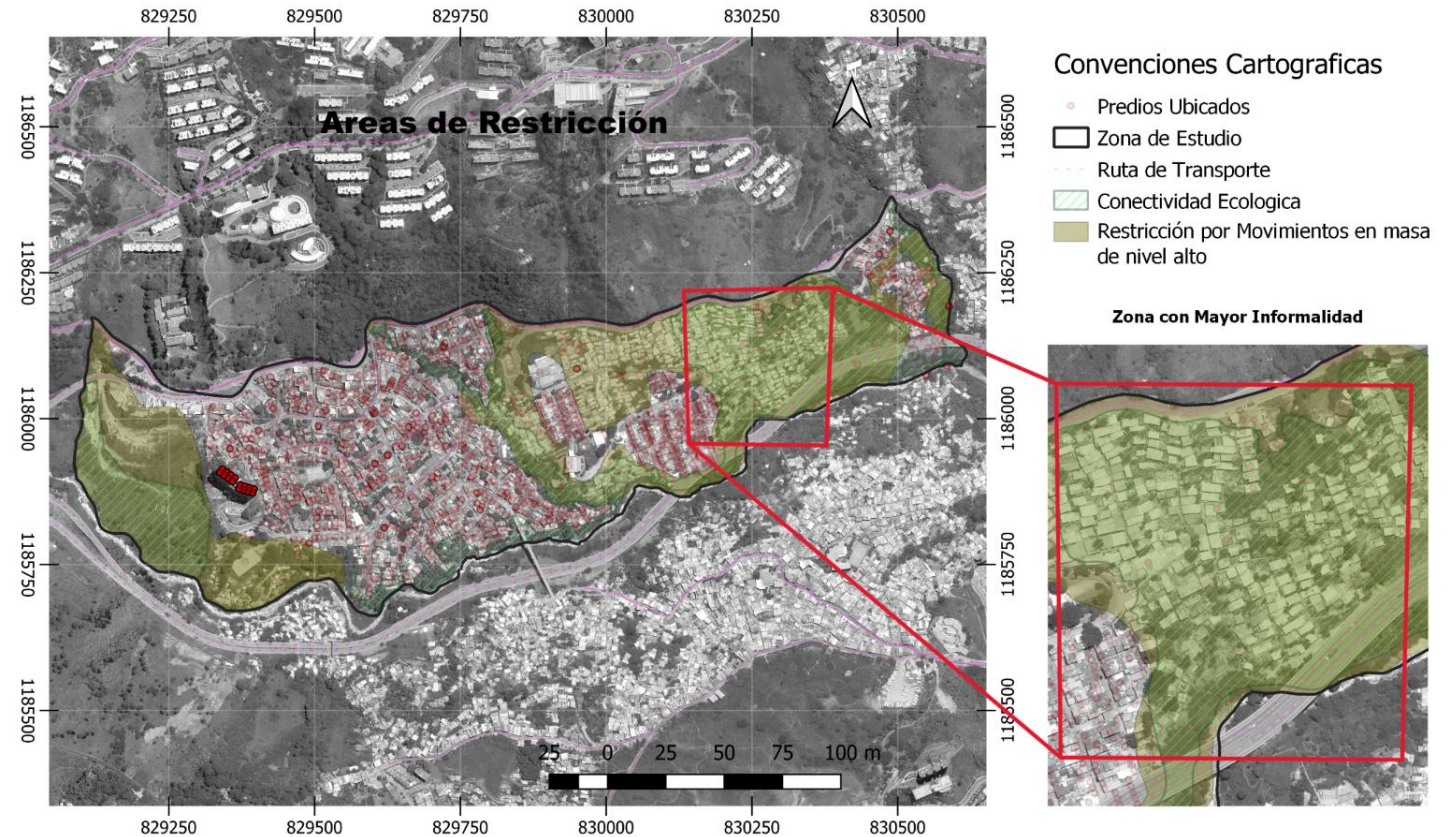 829250 829500 829750 830000 830250 830500
Areas de Restricción
1186500 1186500
1186250 1186250
1186000 1186000
1185750 1185750
1185500 1185500
25 0 25 50 75 100 m
829250 829500 829750 830000 830250 830500
Convenciones Cartograficas
Predios Ubicados
Zona de Estudio
Ruta de Transporte
Conectividad Ecologica
Restricción por Movimientos en masa
de nivel alto
Zona con Mayor Informalidad